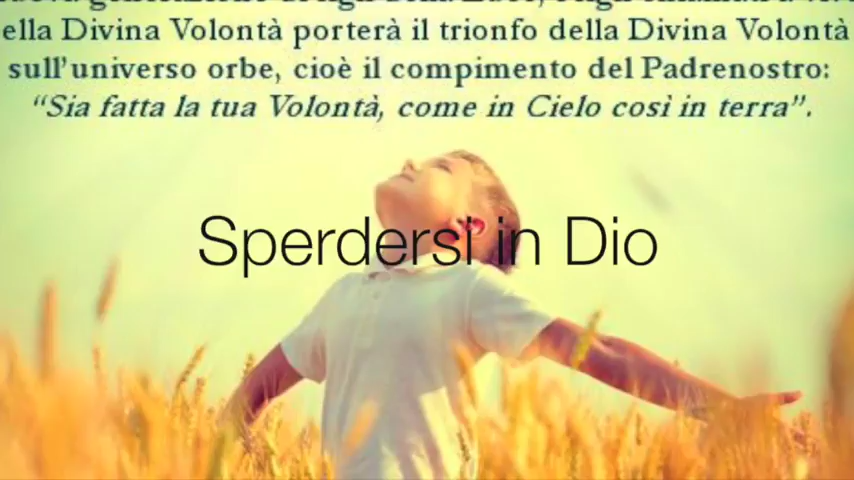 ella Divina Volontà porterà il trionfo della Divina Volontà
sull'universo orbe, cioè il compimento del Padrenostro:
“Sia fatta la tua Volontà, come in Cielo così in terra”.
Sperdersi in Dio